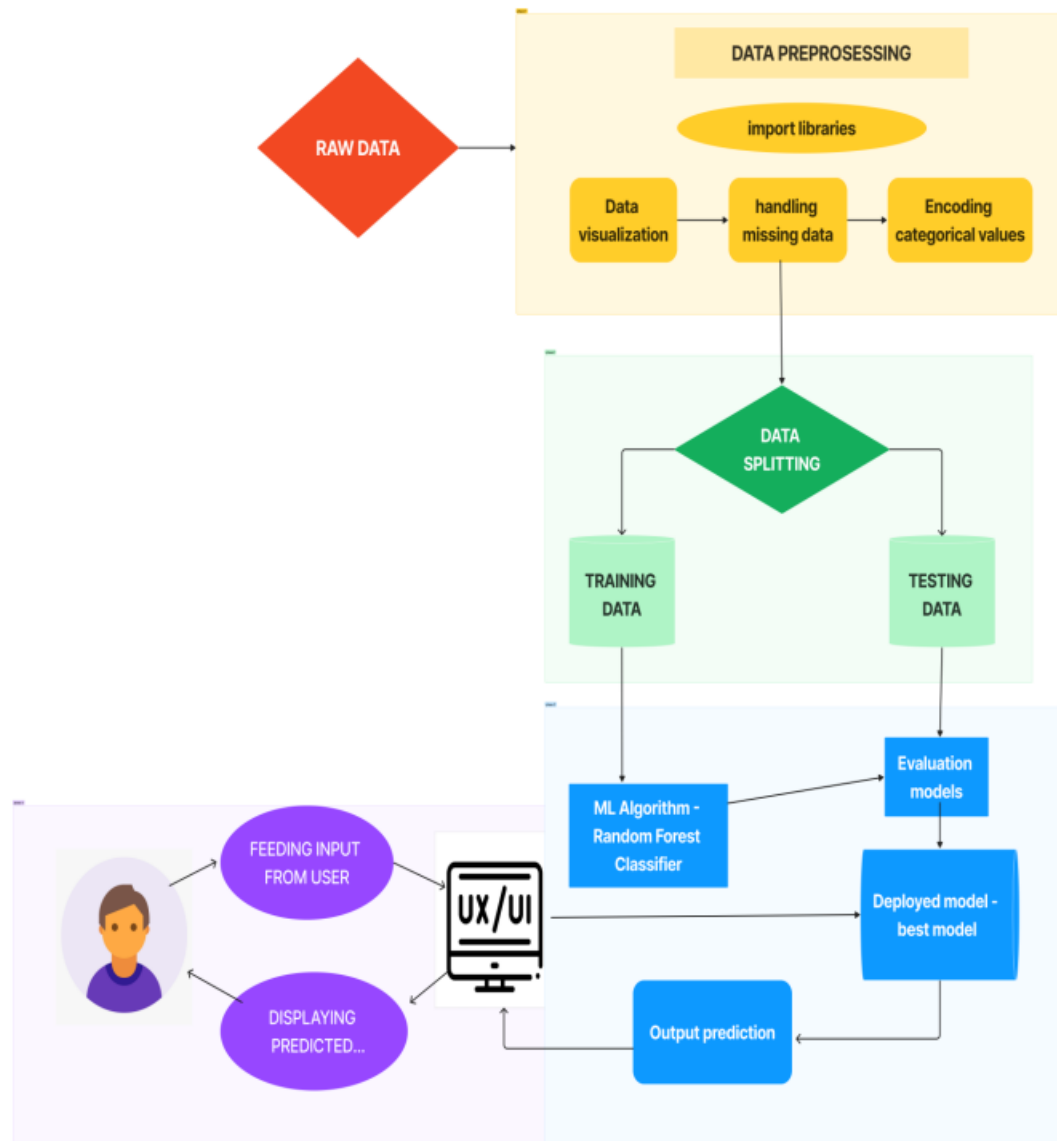 DATA PREPROSESSING
import libraries
RAW DATA
Data
visualization
handling
missing data
Encoding
categorical values
DATA
SPLITTING
TRAINING
DATA
TESTING
DATA
Evaluation
models
ML Algorithm -
Random Forest
Classifier
FEEDING INPUT
FROM USER
UX/UI
Deployed model -
best model
DISPLAYING
PREDICTED...
Output prediction